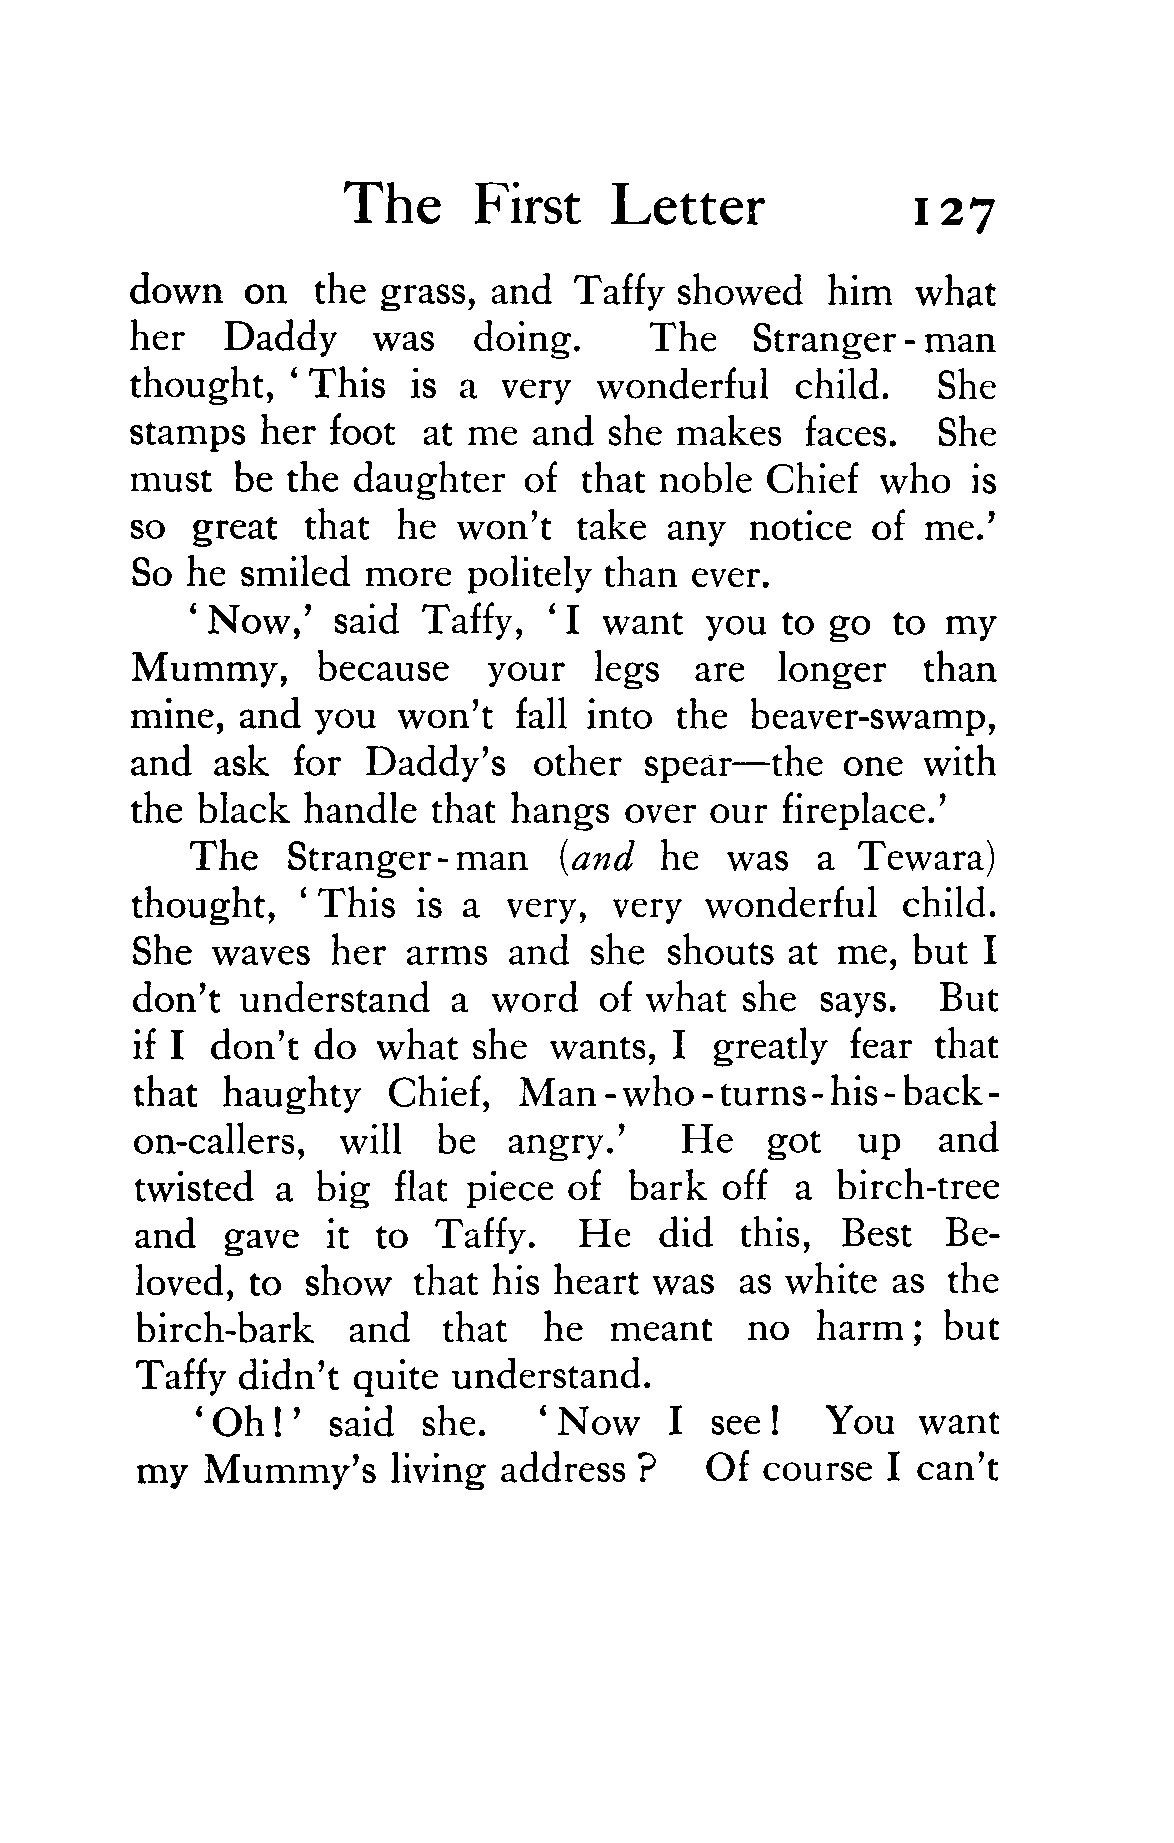 The First Letter 127
down on the grass, and Taffy showed him what
her Daddy was doing. The Stranger-man
thought, ‘This is a very wonderful child. She
stamps her foot at me and she makes faces. She
must be the daughter of that noble Chief who is
so great that he won’t take any notice of me.’
So he smiled more politely than ever.
‘Now,’ said Taffy, ‘I want you to go to my
Mummy, because your legs are longer than
mine, and you won’t fall into the beaver-swamp,
and ask for Daddy’s other spear—the one with
the black handle that hangs over our fireplace.’
The Stranger-man (and he was a Tewara)
thought, ‘This is a very, very wonderful child.
She waves her arms and she shouts at me, but I
don’t understand a word of what she says. But
if I don’t do what she wants, I greatly fear that
that haughty Chief, Man-who-turns-his-back-
on-callers, will be angry.’ He got up and
twisted a big flat piece of bark off a birch-tree
and gave it to Taffy. He did this, Best Be-
loved, to show that his heart was as white as the
birch-bark and that he meant no harm; but
Taffy didn’t quite understand.
‘Oh!’ said she. ‘Now I see! You want
my Mummy’s living address? Of course I can’t